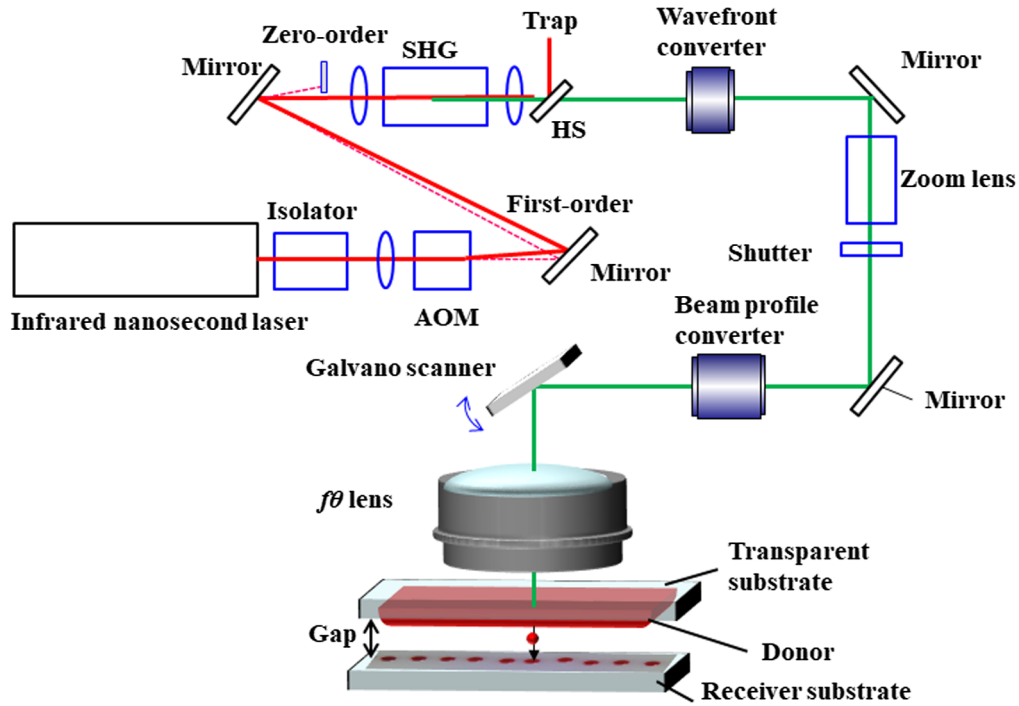 Wavefront
converter
Trap
Zero-order
SHG
Mirror
Mirror
HS
Zoom lens
First-order
Isolator
Shutter
Mirror
Infrared nanosecond laser
AOM
Beam profile
converter
Galvano scanner
Mirror
fθ lens
Transparent
substrate
Gap
Donor
Receiver substrate